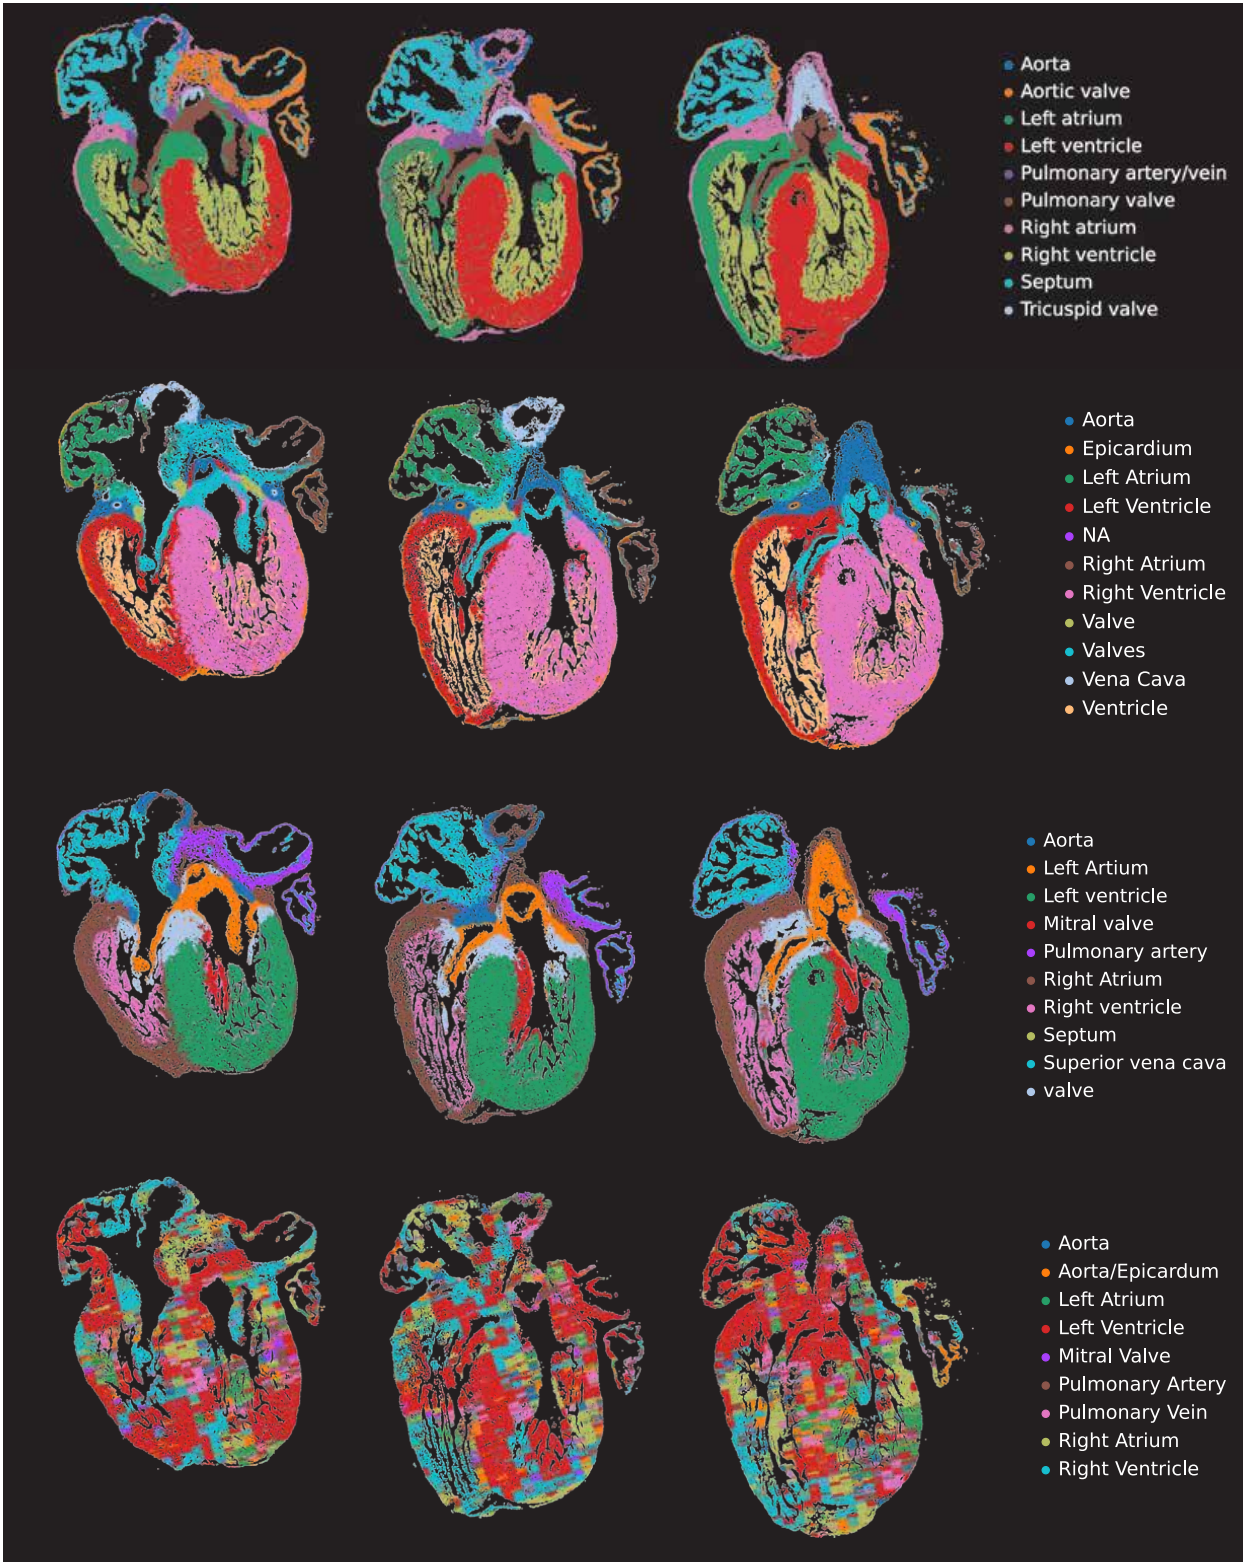 Aorta
Aortic valve
Left atrium
Left ventricle
Pulmonary artery/vein
Pulmonary valve
Right atrium
Right ventricle
Septum
Tricuspid valve
Aorta
Epicardium
Left Atrium
Left Ventricle
NA
Right Atrium
Right Ventricle
Valve
Valves
Vena Cava
Ventricle
Aorta
Left Artium
Left ventricle
Mitral valve
Pulmonary artery
Right Atrium
Right ventricle
Septum
Superior vena cava
valve
Aorta
Aorta/Epicardum
Left Atrium
Left Ventricle
Mitral Valve
Pulmonary Artery
Pulmonary Vein
Right Atrium
Right Ventricle